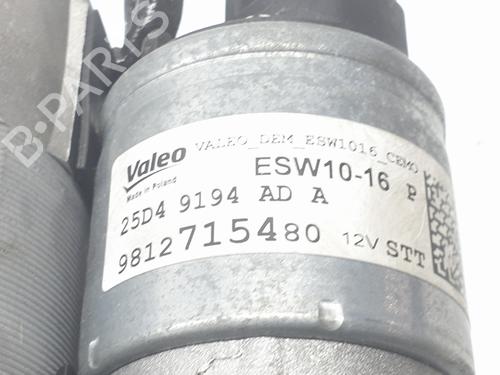 VALEO_DEM_ESW1016_CEMO
Valeo
Made in Poland
ESW10-16 P
25D4 9194 AD A
9812715480 12V STT
B-PARTS